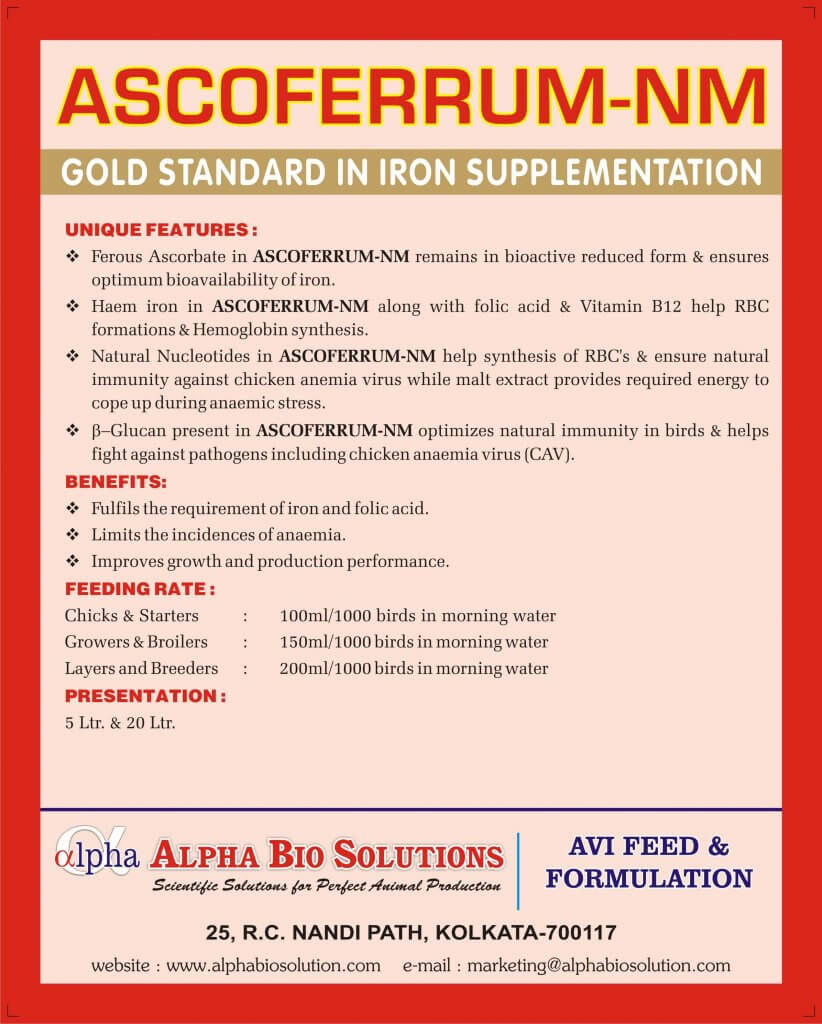 ASCOFERRUM-NM
GOLD STANDARD IN IRON SUPPLEMENTATION
UNIQUE FEATURES :
❖ Ferous Ascorbate in ASCOFERRUM-NM remains in bioactive reduced form & ensures
optimum bioavailability of iron.
❖ Haem iron in ASCOFERRUM-NM along with folic acid & Vitamin B12 help RBC
formations & Hemoglobin synthesis.
❖ Natural Nucleotides in ASCOFERRUM-NM help synthesis of RBC's & ensure natural
immunity against chicken anemia virus while malt extract provides required energy to
cope up during anaemic stress.
❖ β–Glucan present in ASCOFERRUM-NM optimizes natural immunity in birds & helps
fight against pathogens including chicken anaemia virus (CAV).
BENEFITS:
❖ Fulfils the requirement of iron and folic acid.
❖ Limits the incidences of anaemia.
❖ Improves growth and production performance.
FEEDING RATE :
Chicks & Starters : 100ml/1000 birds in morning water
Growers & Broilers : 150ml/1000 birds in morning water
Layers and Breeders : 200ml/1000 birds in morning water
PRESENTATION :
5 Ltr. & 20 Ltr.
αlpha ALPHA BIO SOLUTIONS
Scientific Solutions for Perfect Animal Production
AVI FEED &
FORMULATION
25, R.C. NANDI PATH, KOLKATA-700117
website : www.alphabiosolution.com e-mail : marketing@alphabiosolution.com